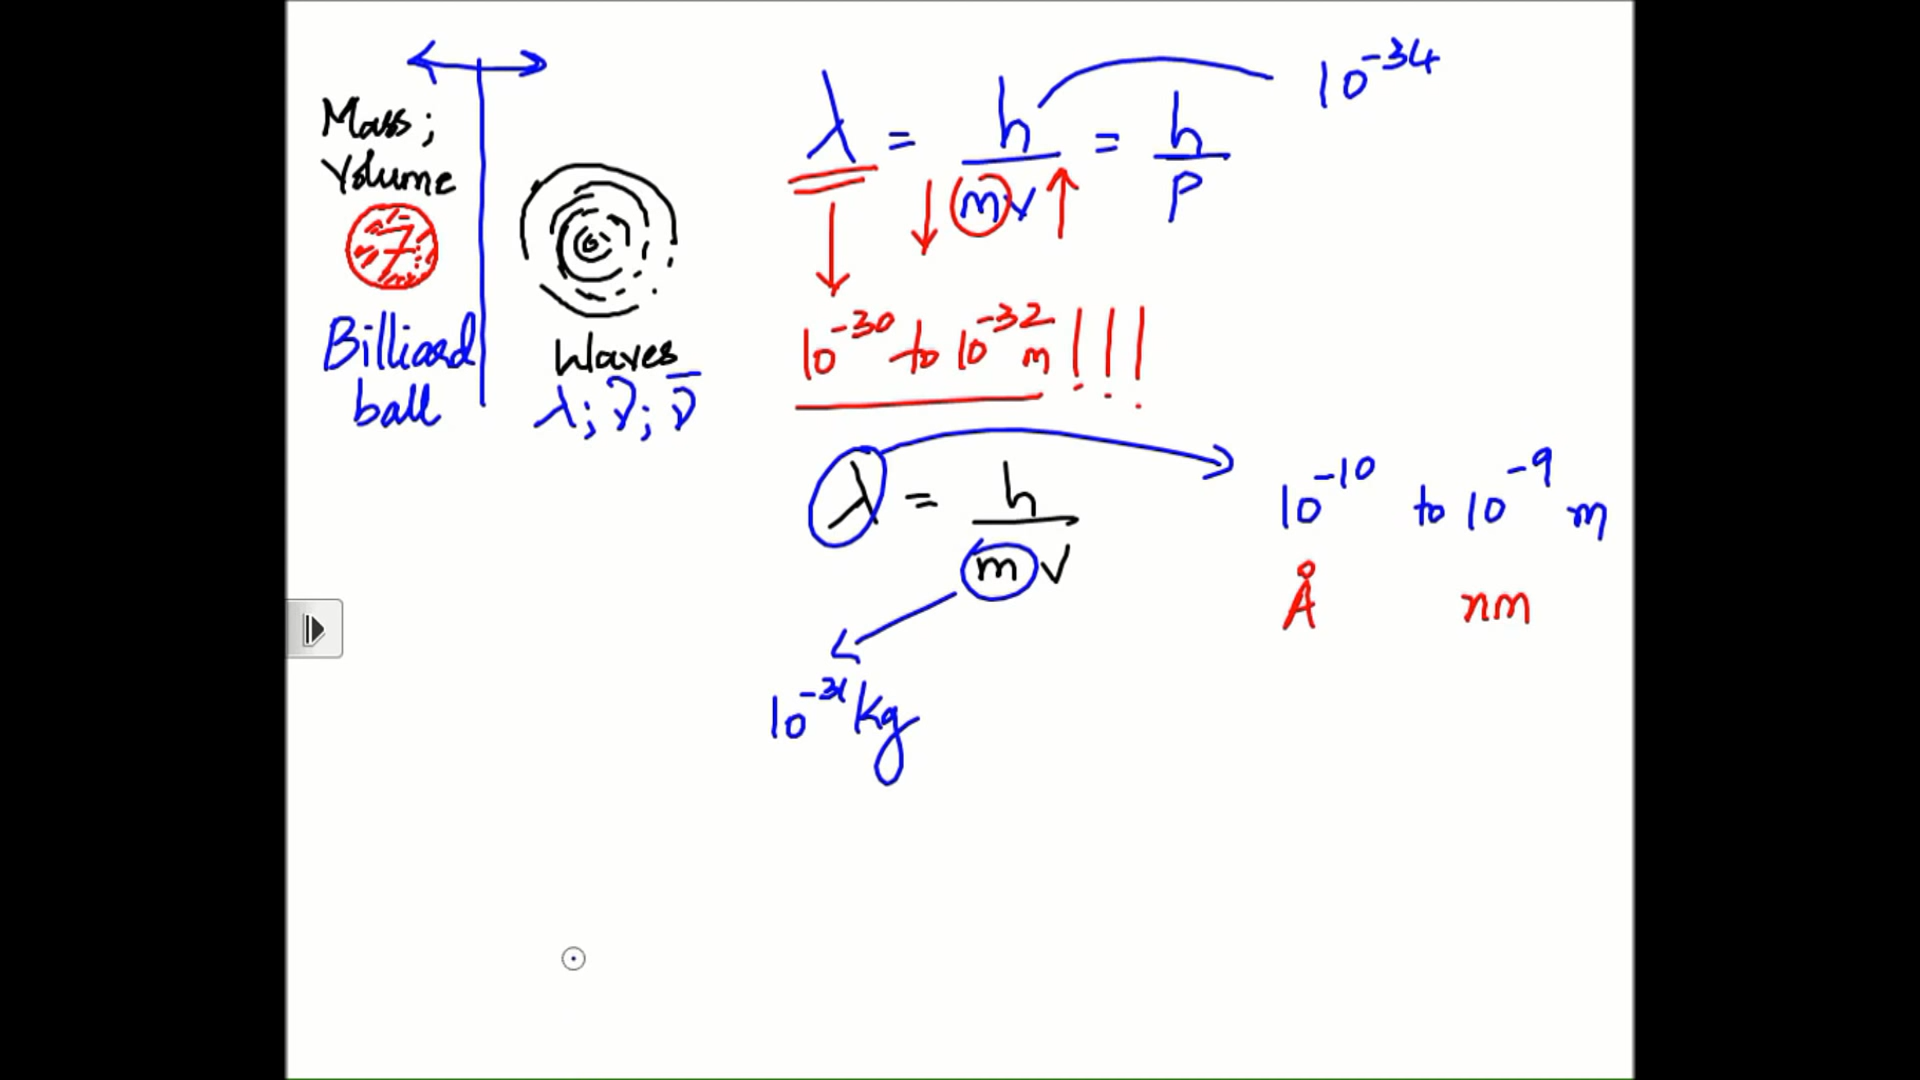 Mass;
Volume
7
Billiard
ball
Waves
λ; ν; ν̅
λ = h/mv = h/p
10⁻³⁴
10⁻³⁰ to 10⁻³² m !!!
λ = h/mv
10⁻¹⁰ to 10⁻⁹ m
Å nm
10⁻³¹ kg